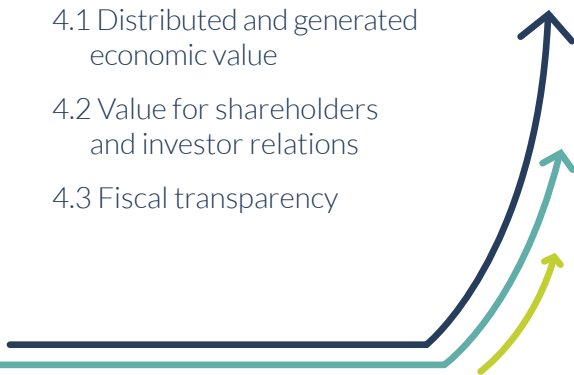 4.1 Distributed and generated
economic value
4.2 Value for shareholders
and investor relations
4.3 Fiscal transparency